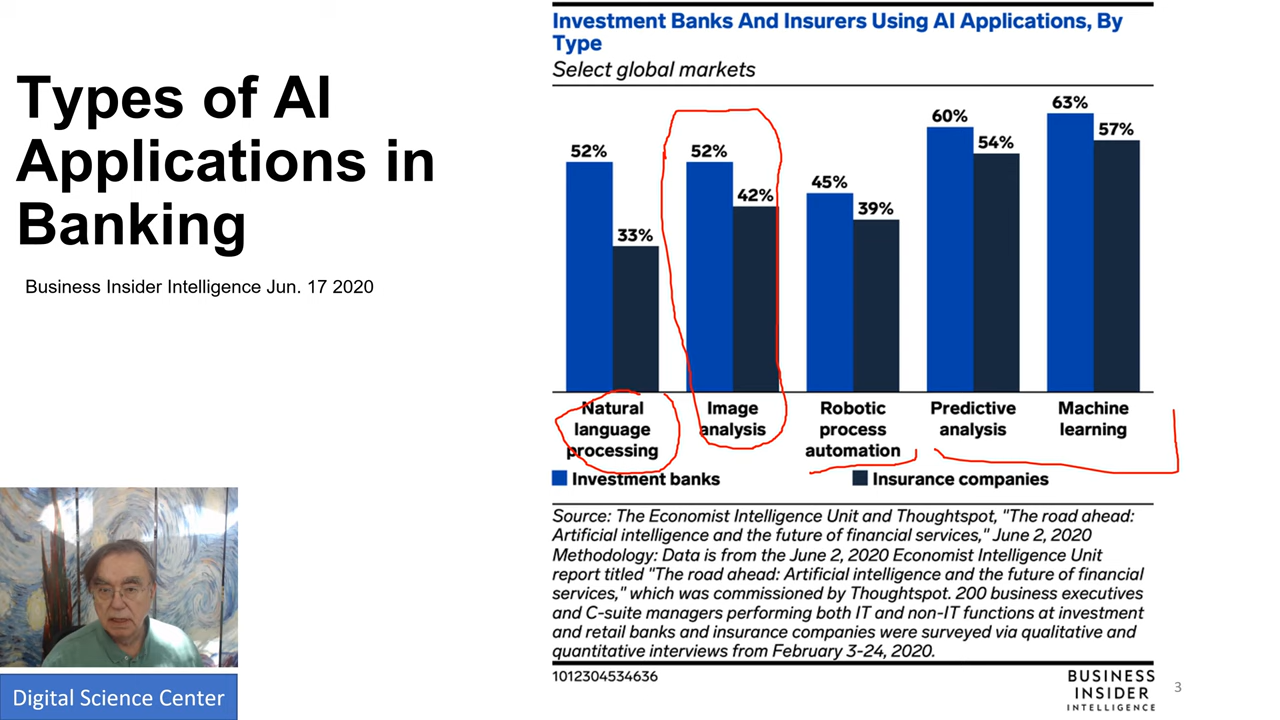 Types of AI
Applications in
Banking
Business Insider Intelligence Jun. 17 2020
Digital Science Center
Investment Banks And Insurers Using AI Applications, By
Type
Select global markets
52%
33%
52%
42%
45%
39%
60%
54%
63%
57%
Natural
language
processing
Image
analysis
Robotic
process
automation
Predictive
analysis
Machine
learning
Investment banks
Insurance companies
Source: The Economist Intelligence Unit and Thoughtspot, "The road ahead:
Artificial intelligence and the future of financial services," June 2, 2020
Methodology: Data is from the June 2, 2020 Economist Intelligence Unit
report titled "The road ahead: Artificial intelligence and the future of financial
services," which was commissioned by Thoughtspot. 200 business executives
and C-suite managers performing both IT and non-IT functions at investment
and retail banks and insurance companies were surveyed via qualitative and
quantitative interviews from February 3-24, 2020.
1012304534636
BUSINESS
INSIDER
INTELLIGENCE
3